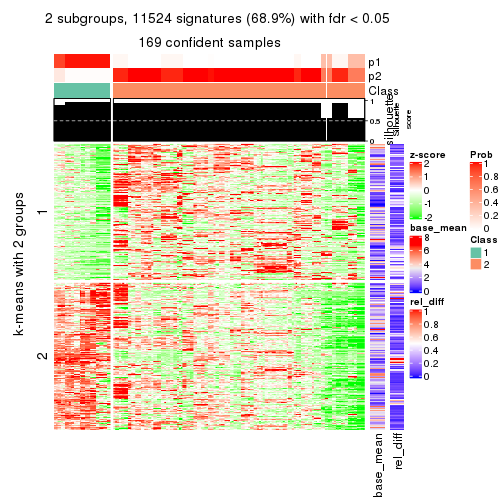 2 subgroups, 11524 signatures (68.9%) with fdr < 0.05
169 confident samples
p1
p2
Class
1
0.5
0
silhouette
Silhouette
score
k-means with 2 groups
1
2
base_mean
rel_diff
z-score
2
1
0
-1
-2
base_mean
8
6
4
2
0
rel_diff
1
0.8
0.6
0.4
0.2
0
Prob
1
0.8
0.6
0.4
0.2
0
Class
1
2